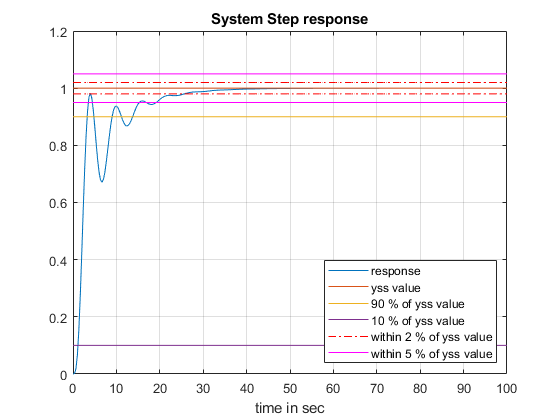 System Step response
1.2
1
0.8
0.6
0.4
0.2
0
response
yss value
90 % of yss value
10 % of yss value
within 2 % of yss value
within 5 % of yss value
0 10 20 30 40 50 60 70 80 90 100
time in sec